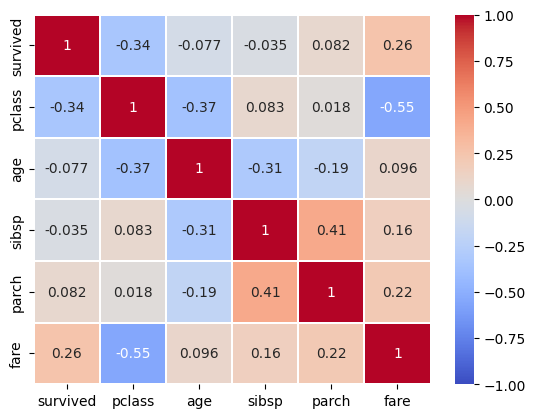 survived 1 -0.34 -0.077 -0.035 0.082 0.26
pclass -0.34 1 -0.37 0.083 0.018 -0.55
age -0.077 -0.37 1 -0.31 -0.19 0.096
sibsp -0.035 0.083 -0.31 1 0.41 0.16
parch 0.082 0.018 -0.19 0.41 1 0.22
fare 0.26 -0.55 0.096 0.16 0.22 1
survived pclass age sibsp parch fare
1.00
0.75
0.50
0.25
0.00
−0.25
−0.50
−0.75
−1.00